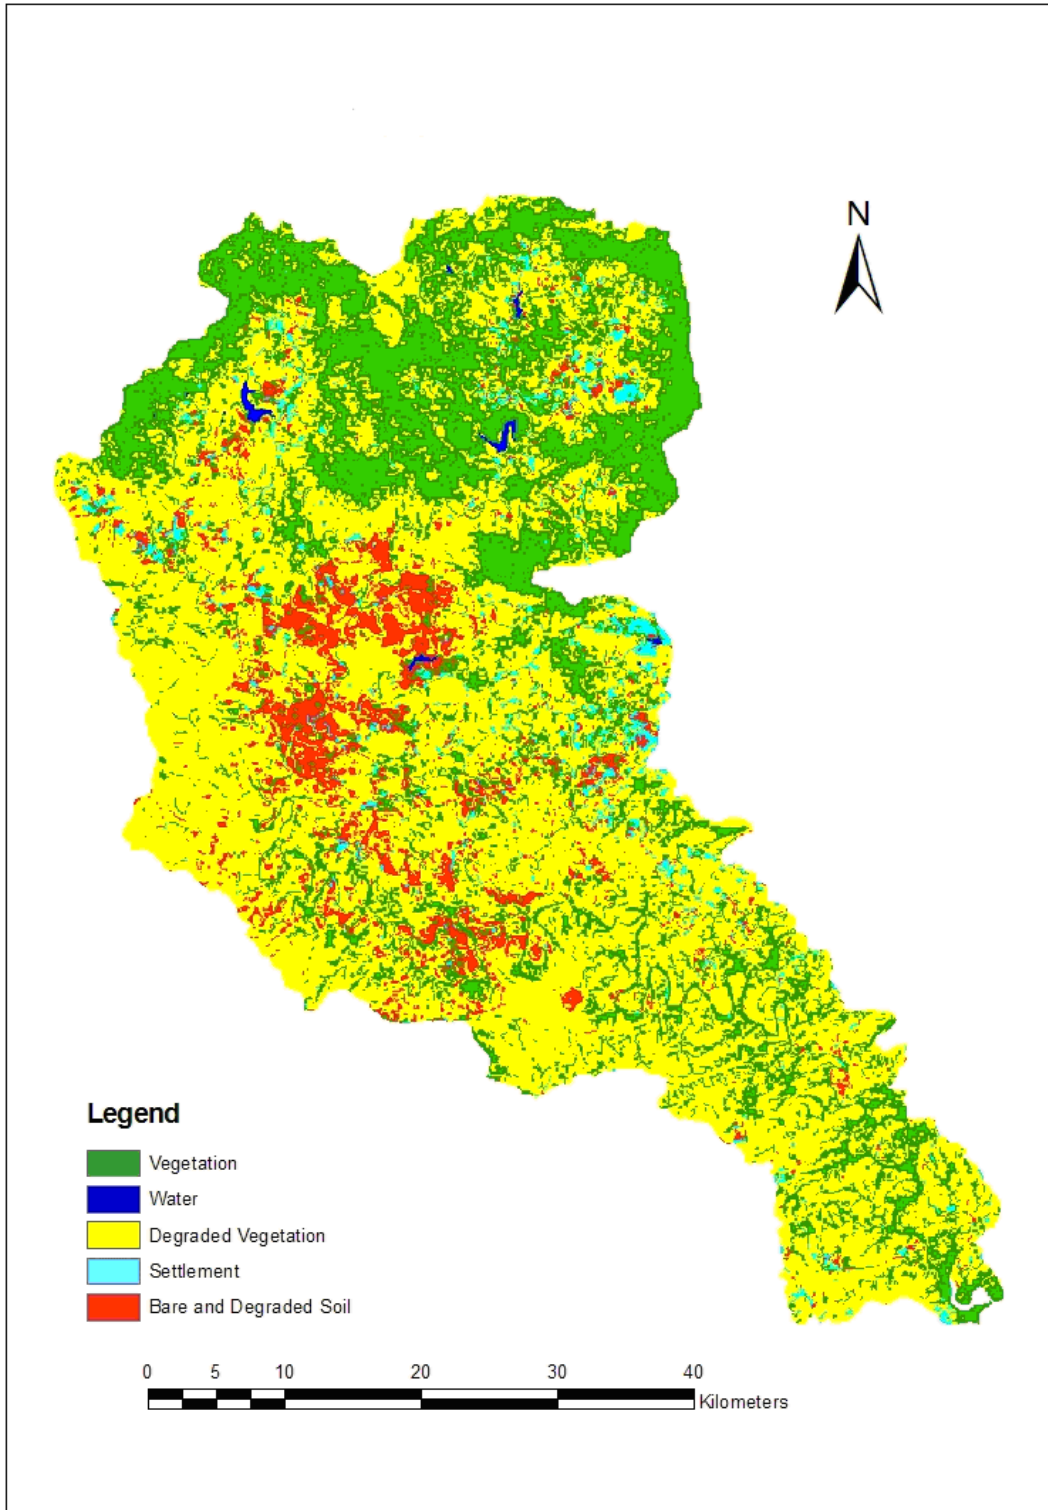 N
Legend
Vegetation
Water
Degraded Vegetation
Settlement
Bare and Degraded Soil
0 5 10 20 30 40
Kilometers